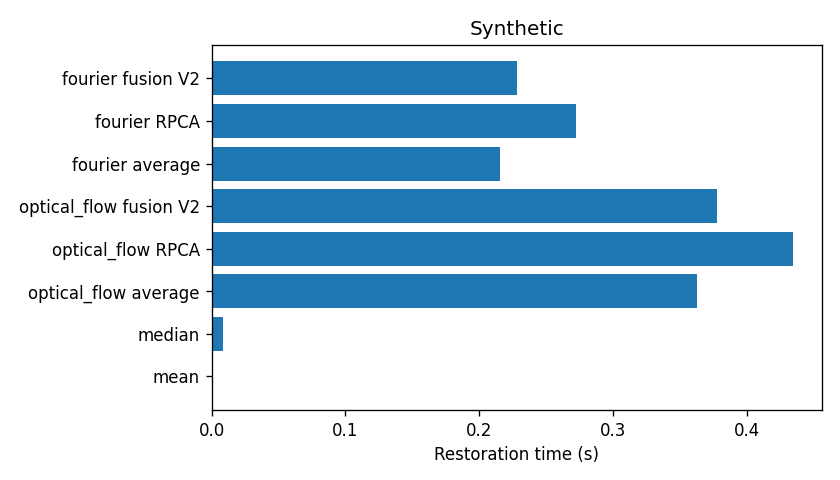 Synthetic
fourier fusion V2
fourier RPCA
fourier average
optical_flow fusion V2
optical_flow RPCA
optical_flow average
median
mean
0.0 0.1 0.2 0.3 0.4
Restoration time (s)